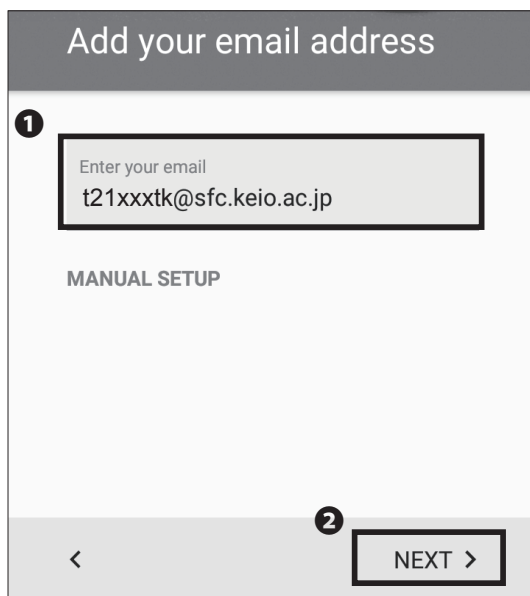 Add your email address
❶
Enter your email
t21xxxtk@sfc.keio.ac.jp
MANUAL SETUP
❷
< NEXT >